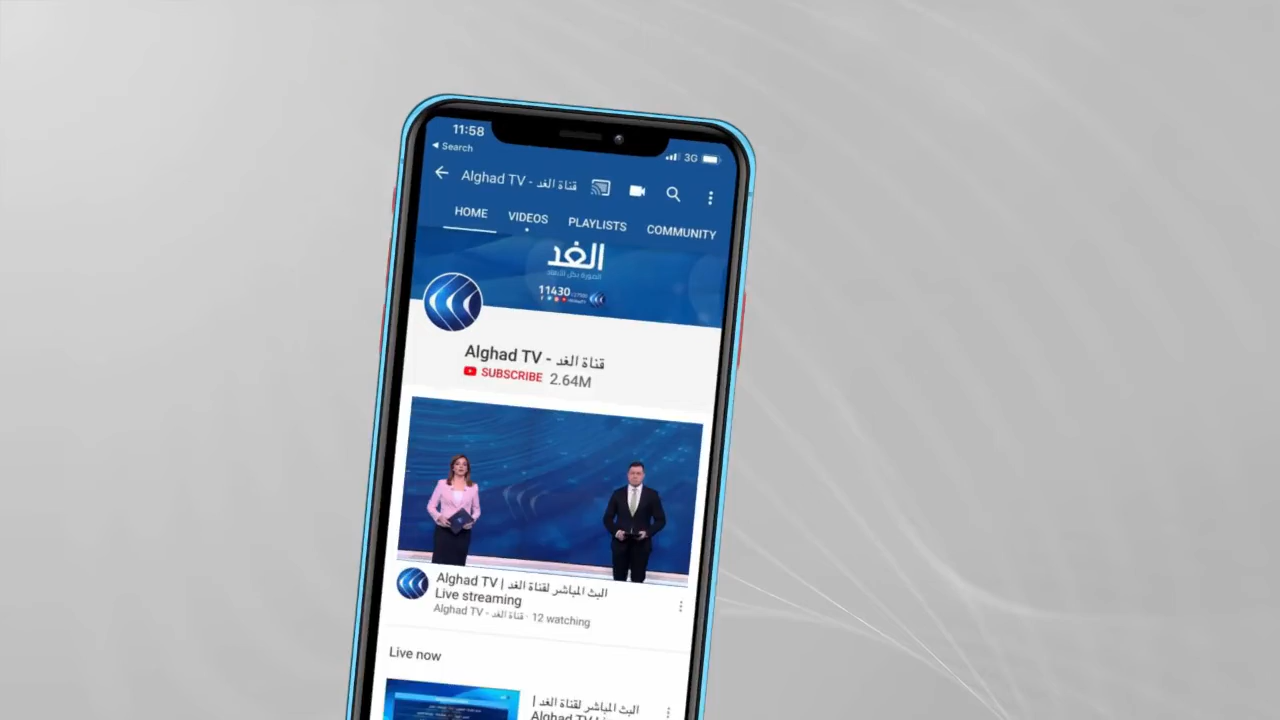 11:58
Search
3G
Alghad TV - قناة الغد
HOME
VIDEOS
PLAYLISTS
COMMUNITY
الغد
11430
Alghad TV - قناة الغد
SUBSCRIBE 2.64M
Alghad TV | البث المباشر لقناة الغد
Live streaming
Alghad TV - قناة الغد · 12 watching
Live now
البث المباشر لقناة الغد |
Alghad TV